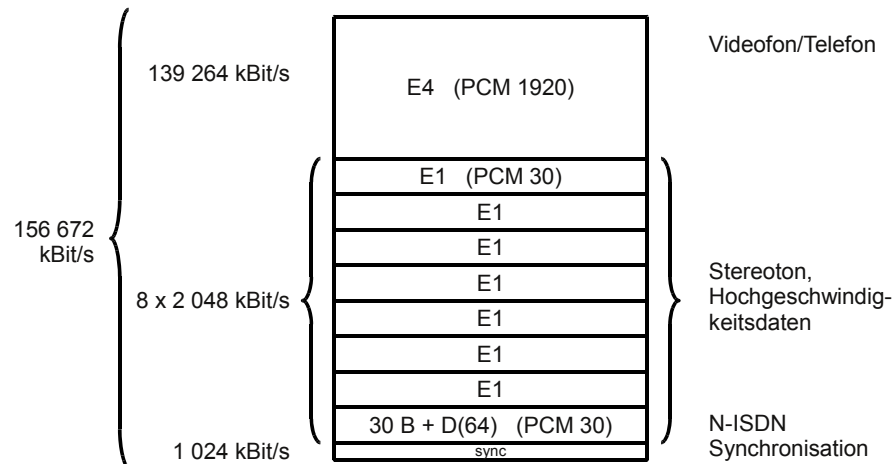 139 264 kBit/s
E4 (PCM 1920)
Videofon/Telefon
E1 (PCM 30)
E1
E1
E1
E1
E1
E1
156 672
kBit/s
8 x 2 048 kBit/s
Stereoton,
Hochgeschwindig-
keitsdaten
30 B + D(64) (PCM 30)
N-ISDN
1 024 kBit/s
sync
Synchronisation